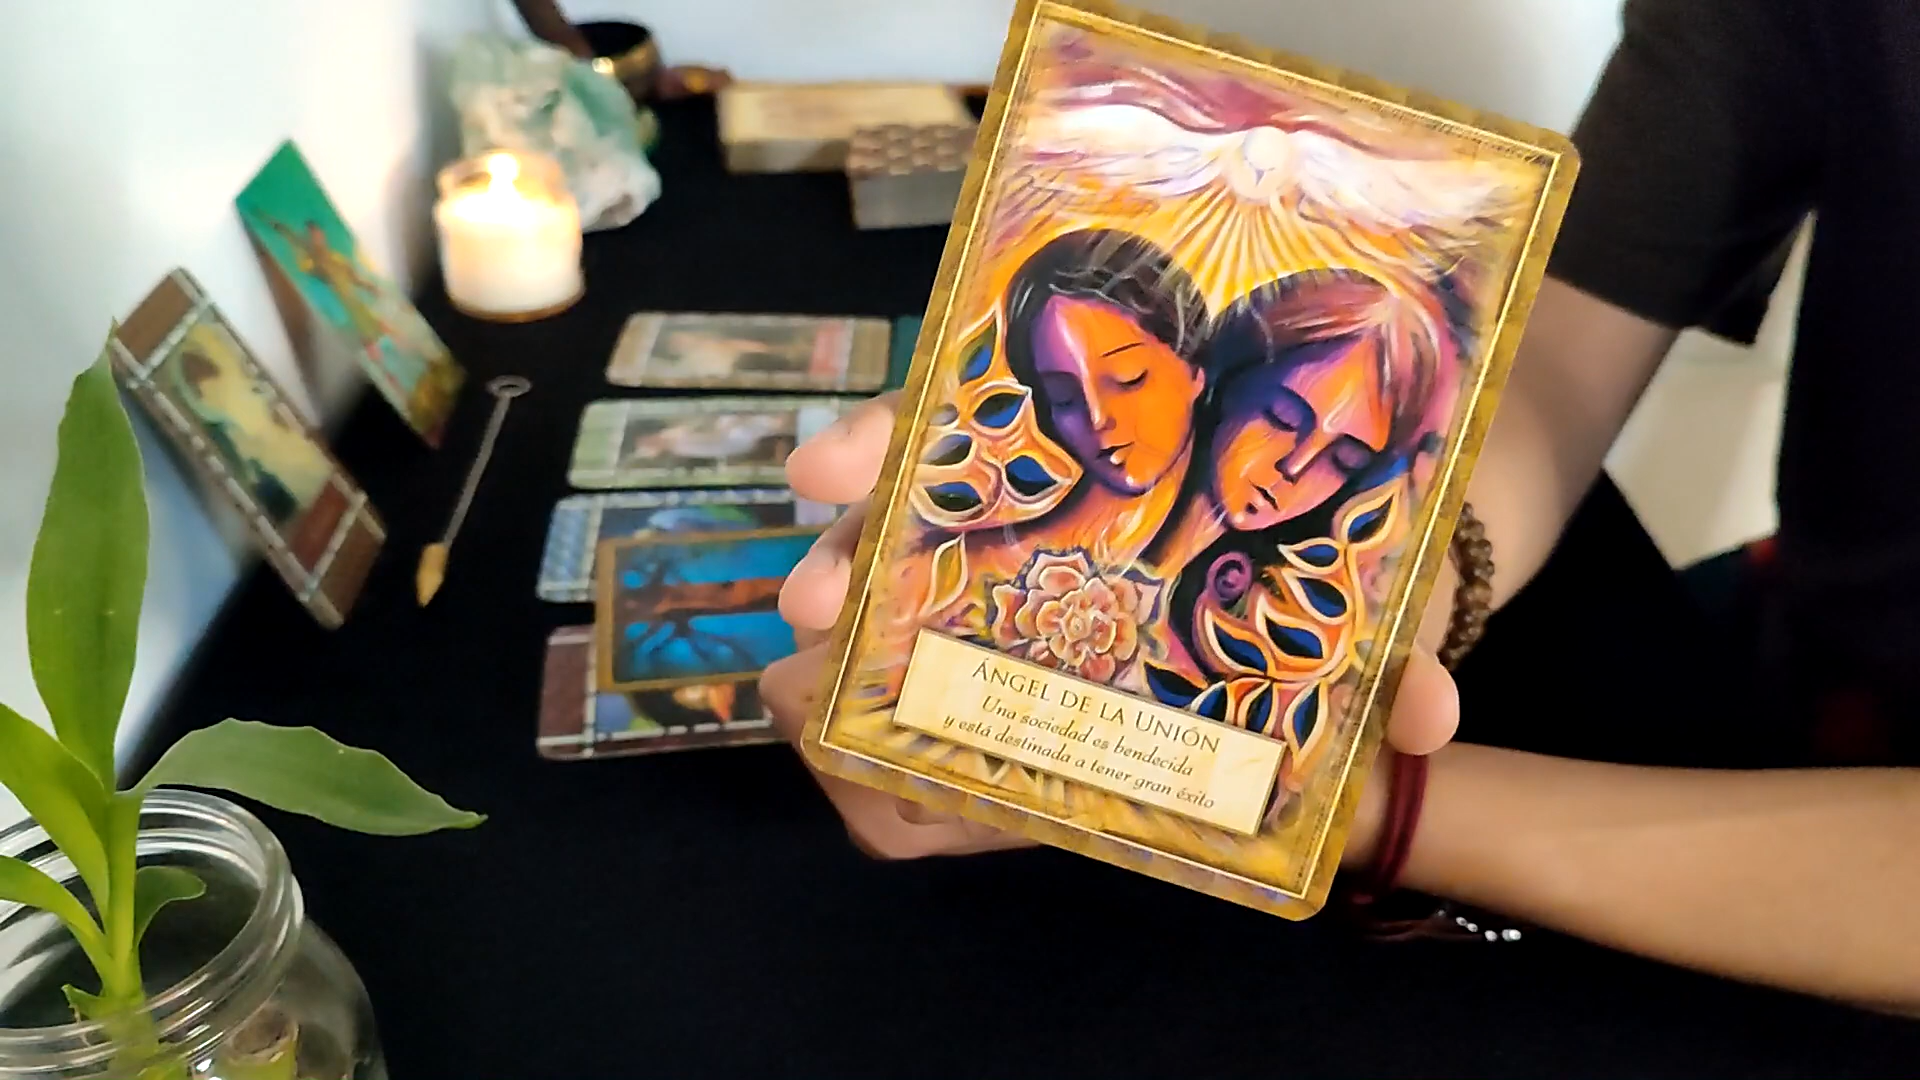 ÁNGEL DE LA UNIÓN
Una sociedad es bendecida
y está destinada a tener gran éxito